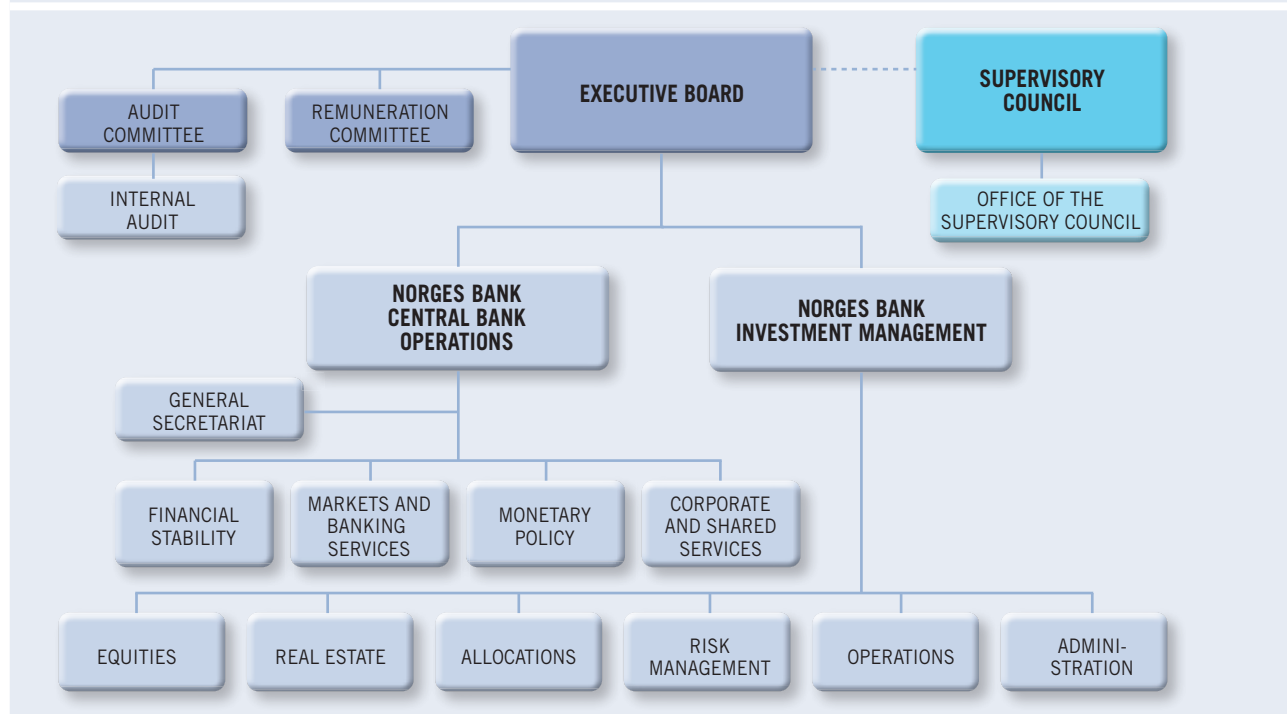 EXECUTIVE BOARD
SUPERVISORY
COUNCIL
AUDIT
COMMITTEE
REMUNERATION
COMMITTEE
INTERNAL
AUDIT
OFFICE OF THE
SUPERVISORY COUNCIL
NORGES BANK
CENTRAL BANK
OPERATIONS
NORGES BANK
INVESTMENT MANAGEMENT
GENERAL
SECRETARIAT
FINANCIAL
STABILITY
MARKETS AND
BANKING
SERVICES
MONETARY
POLICY
CORPORATE
AND SHARED
SERVICES
EQUITIES
REAL ESTATE
ALLOCATIONS
RISK
MANAGEMENT
OPERATIONS
ADMINI-
STRATION